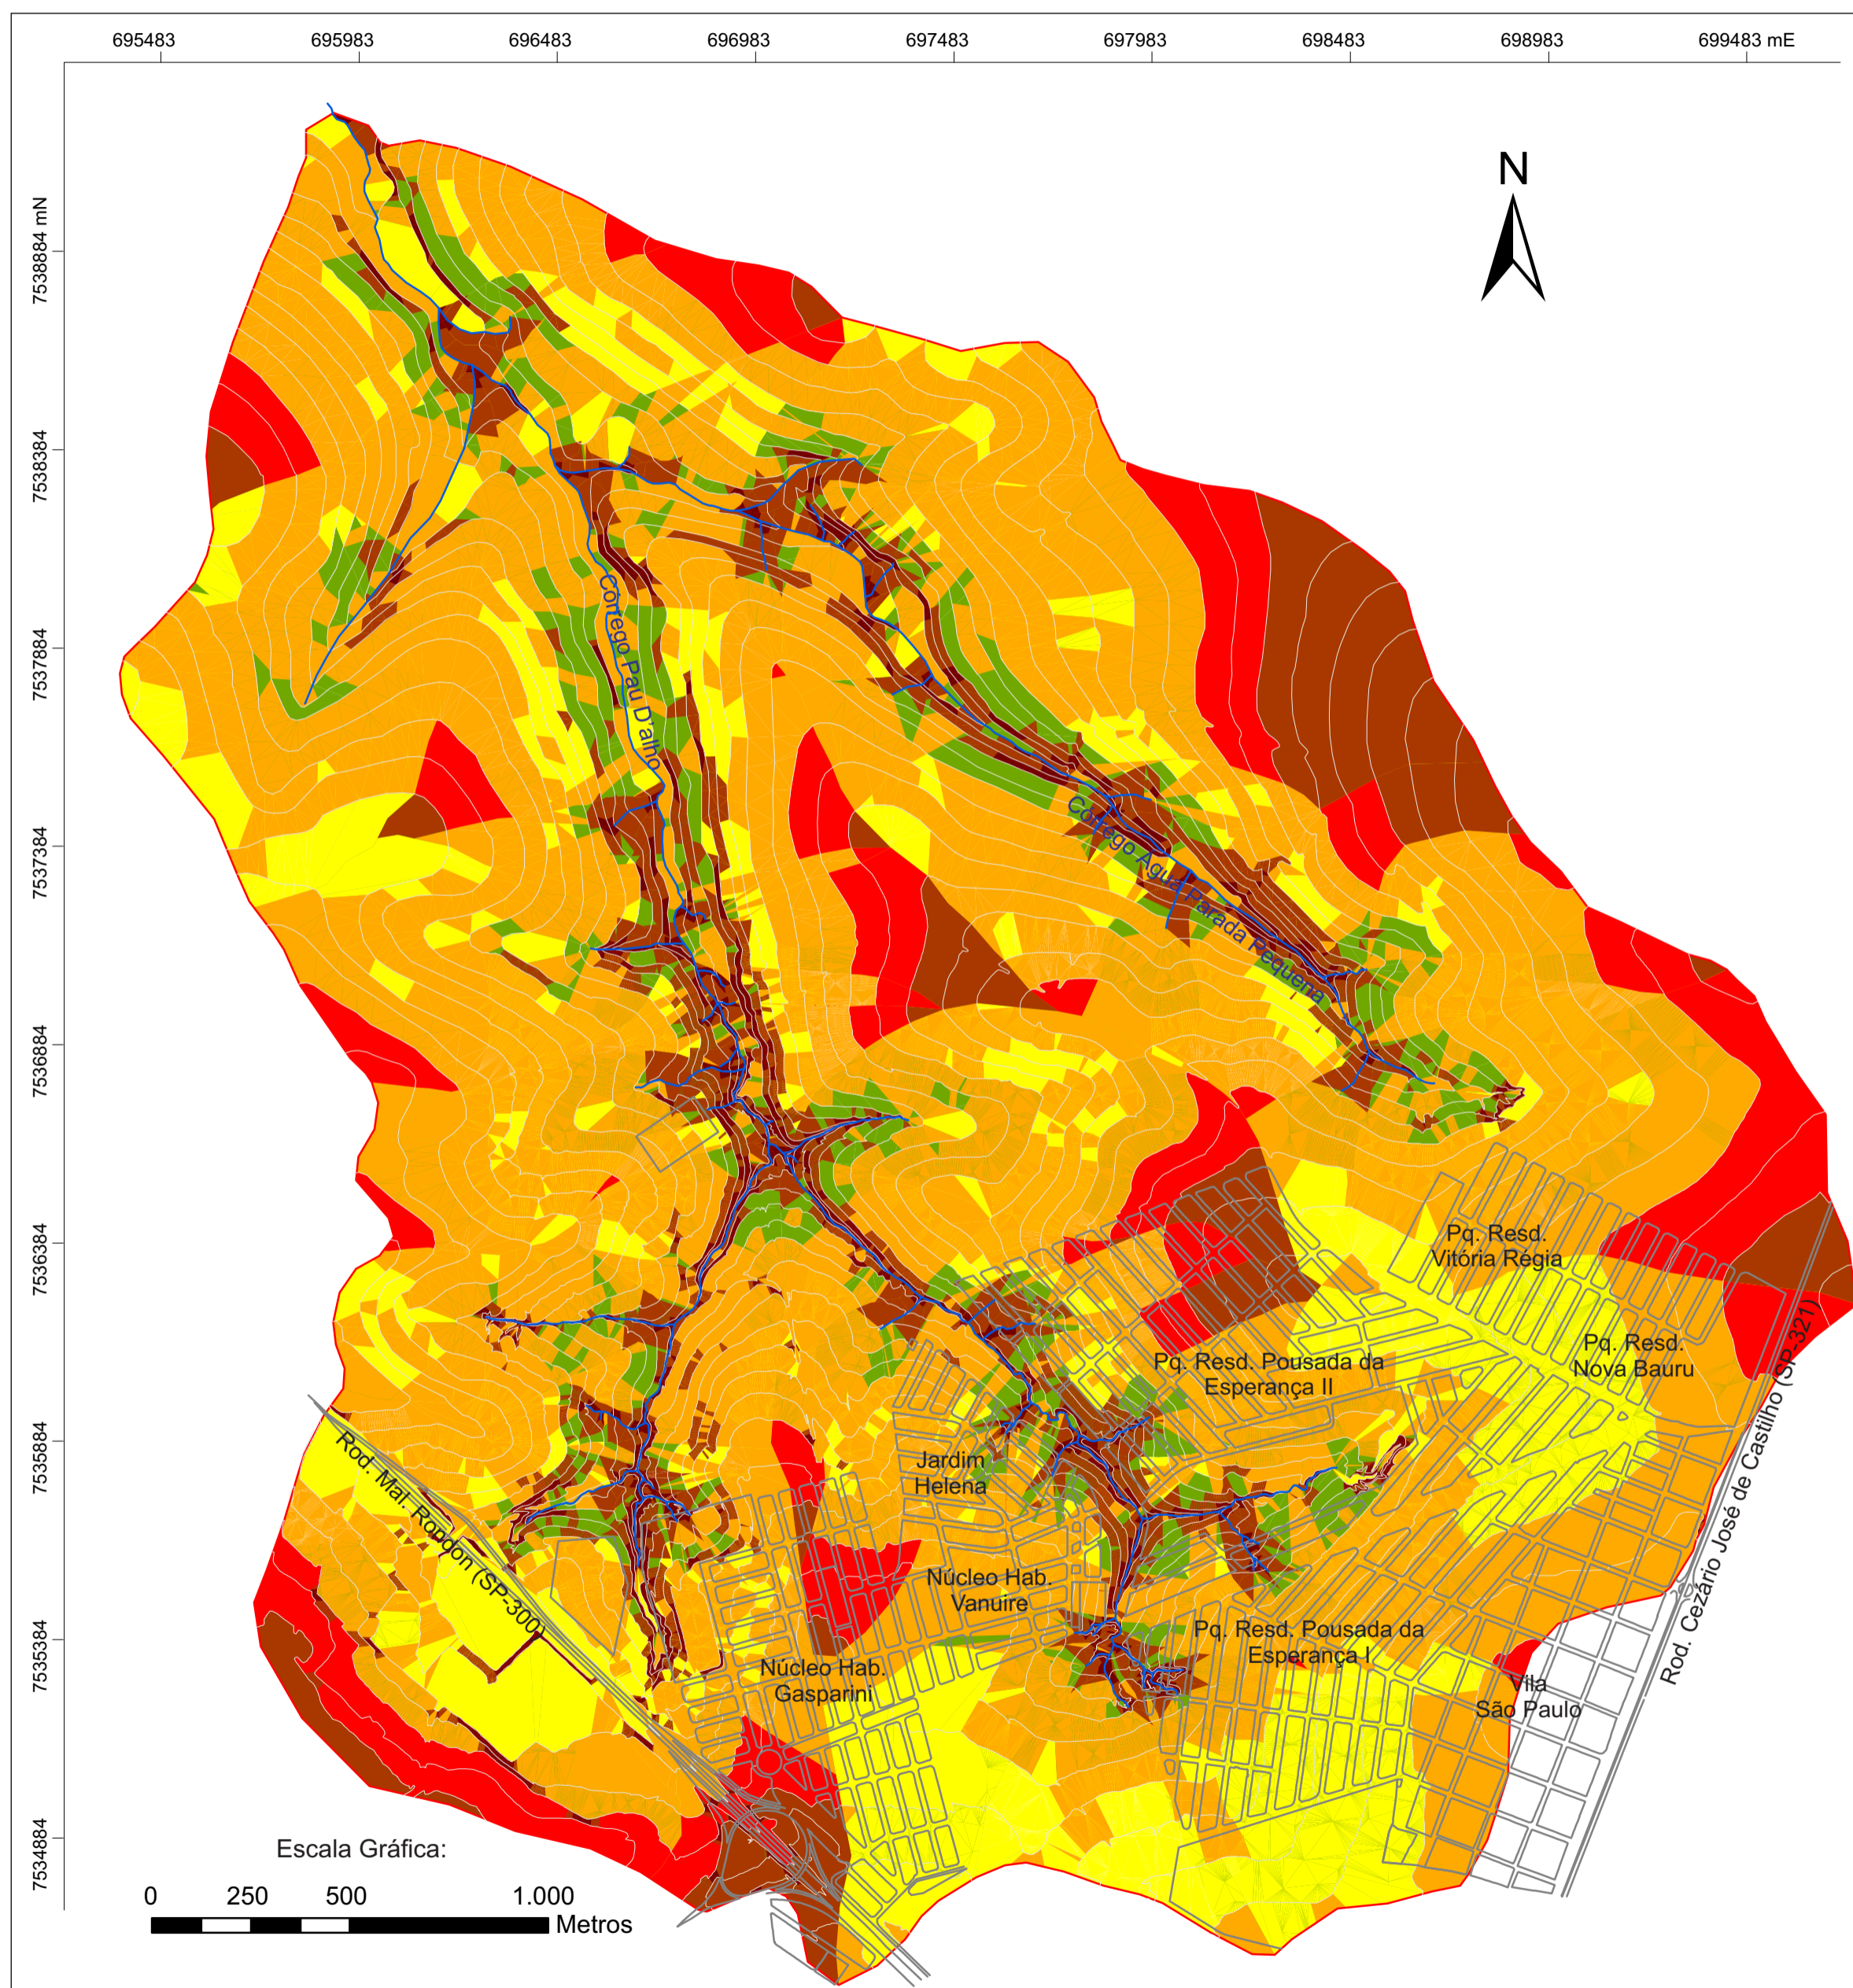 695483
695983
696483
696983
697483
697983
698483
698983
699483 mE
7538884 mN
7538384
7537884
7537384
7536884
7536384
7535884
7535384
7534884
N
Córrego Pau D'alho
Córrego Agua Parada Pequena
Pq. Resd.
Vitória Régia
Pq. Resd.
Nova Bauru
Pq. Resd. Pousada da
Esperança II
Jardim
Helena
Núcleo Hab.
Vanuire
Pq. Resd. Pousada da
Esperança I
Núcleo Hab.
Gasparini
Vila
São Paulo
Rod. Mal. Rondon (SP-300)
Rod. Cezário José de Castilho (SP-321)
Escala Gráfica:
0 250 500 1.000
Metros